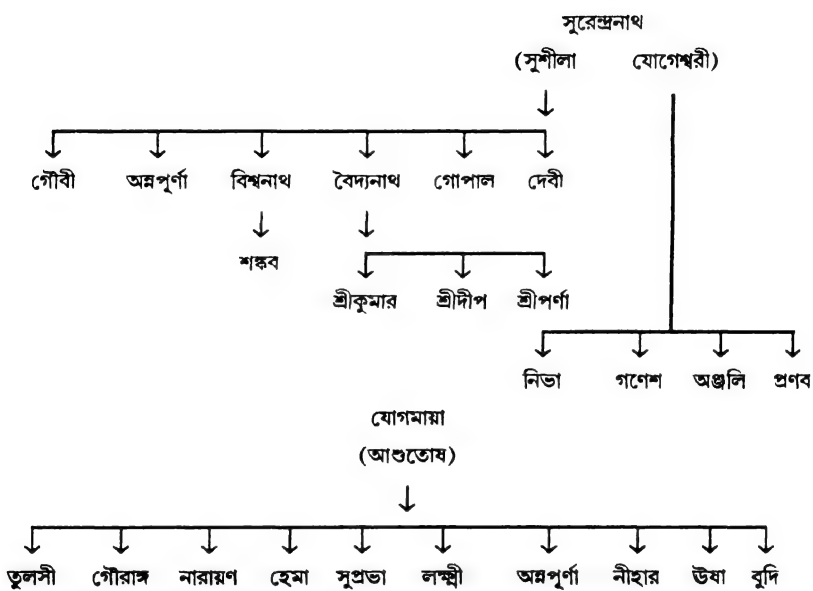 সুরেন্দ্রনাথ
(সুশীলা যোগেশ্বরী)
গৌবী অন্নপূর্ণা বিশ্বনাথ বৈদ্যনাথ গোপাল দেবী
শঙ্কব
শ্রীকুমার শ্রীদীপ শ্রীপর্ণা
নিভা গণেশ অঞ্জলি প্রণব
যোগমায়া
(আশুতোষ)
তুলসী গৌরাঙ্গ নারায়ণ হেমা সুপ্রভা লক্ষ্মী অন্নপূর্ণা নীহার ঊষা বুদি